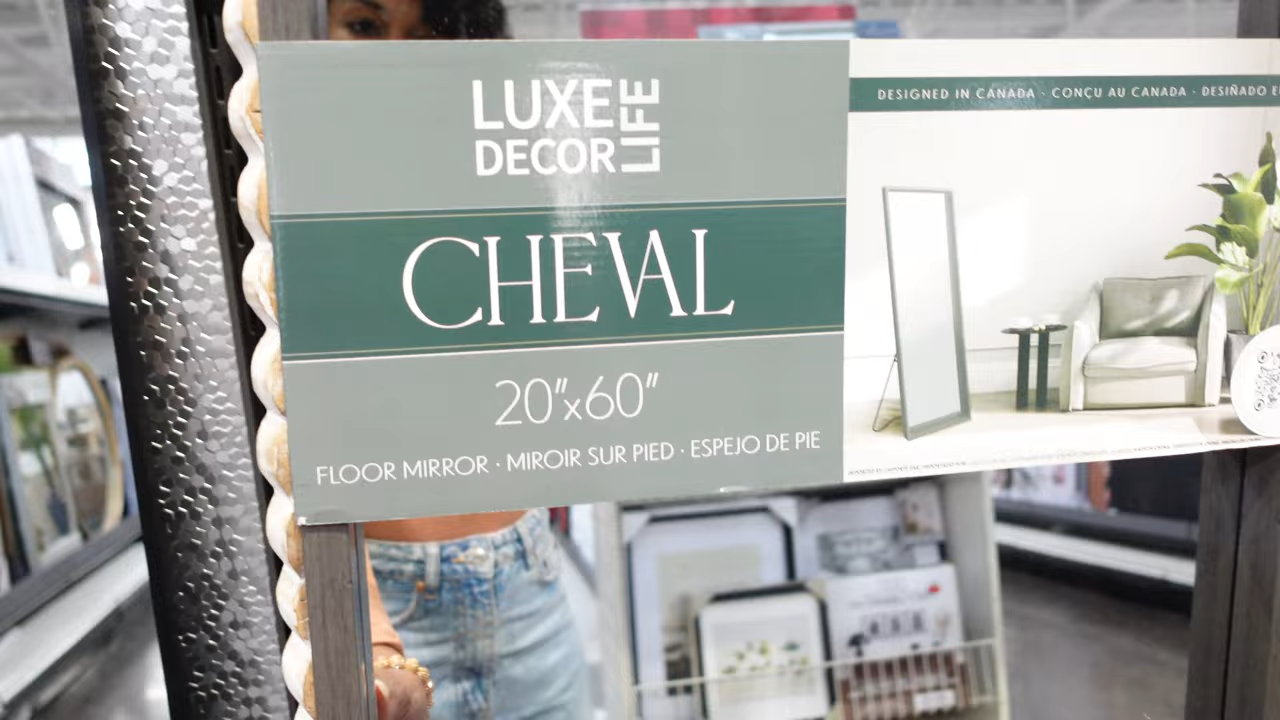 LUXE
DECOR
LIFE
CHEVAL
20"x60"
FLOOR MIRROR · MIROIR SUR PIED · ESPEJO DE PIE
DESIGNED IN CANADA · CONÇU AU CANADA · DESIÑADO